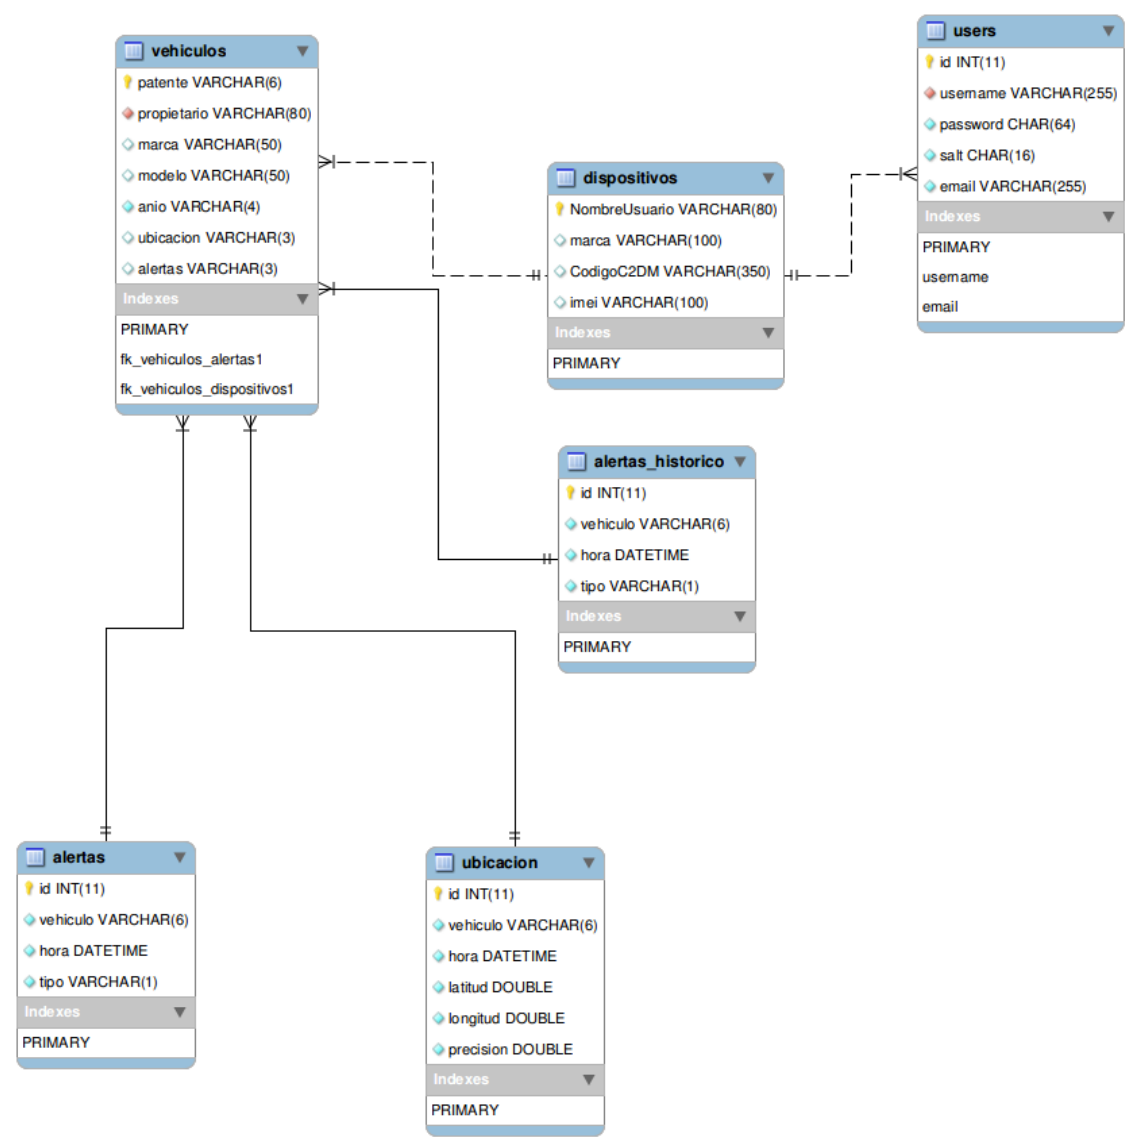 vehiculos
patente VARCHAR(6)
propietario VARCHAR(80)
marca VARCHAR(50)
modelo VARCHAR(50)
anio VARCHAR(4)
ubicacion VARCHAR(3)
alertas VARCHAR(3)
Indexes
PRIMARY
fk_vehiculos_alertas1
fk_vehiculos_dispositivos1
dispositivos
NombreUsuario VARCHAR(80)
marca VARCHAR(100)
CodigoC2DM VARCHAR(350)
imei VARCHAR(100)
Indexes
PRIMARY
users
id INT(11)
username VARCHAR(255)
password CHAR(64)
salt CHAR(16)
email VARCHAR(255)
Indexes
PRIMARY
username
email
alertas_historico
id INT(11)
vehiculo VARCHAR(6)
hora DATETIME
tipo VARCHAR(1)
Indexes
PRIMARY
alertas
id INT(11)
vehiculo VARCHAR(6)
hora DATETIME
tipo VARCHAR(1)
Indexes
PRIMARY
ubicacion
id INT(11)
vehiculo VARCHAR(6)
hora DATETIME
latitud DOUBLE
longitud DOUBLE
precision DOUBLE
Indexes
PRIMARY